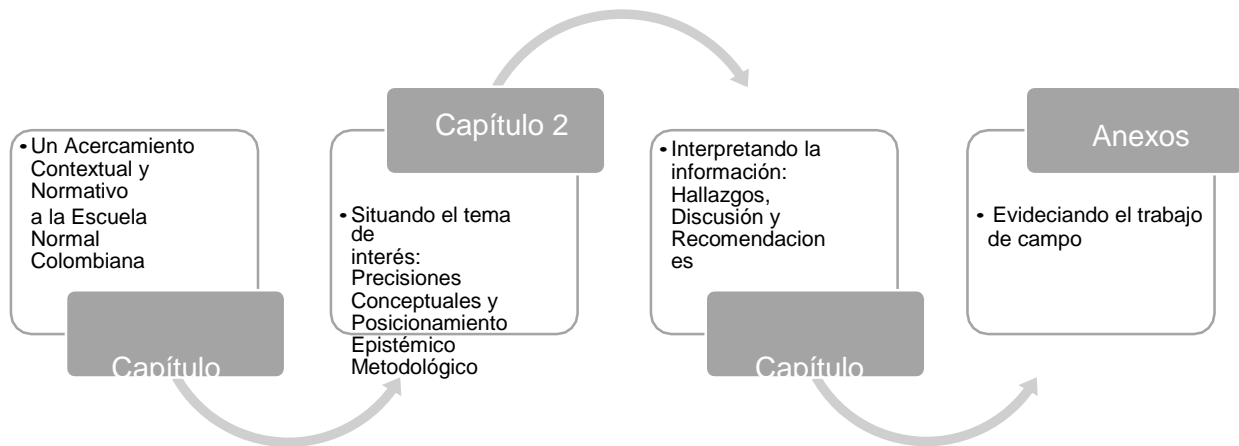 • Un Acercamiento
Contextual y
Normativo
a la Escuela
Normal
Colombiana
Capítulo
Capítulo 2
• Situando el tema
de
interés:
Precisiones
Conceptuales y
Posicionamiento
Epistémico
Metodológico
• Interpretando la
información:
Hallazgos,
Discusión y
Recomendacion
es
Capítulo
Anexos
• Evideciando el trabajo
de campo